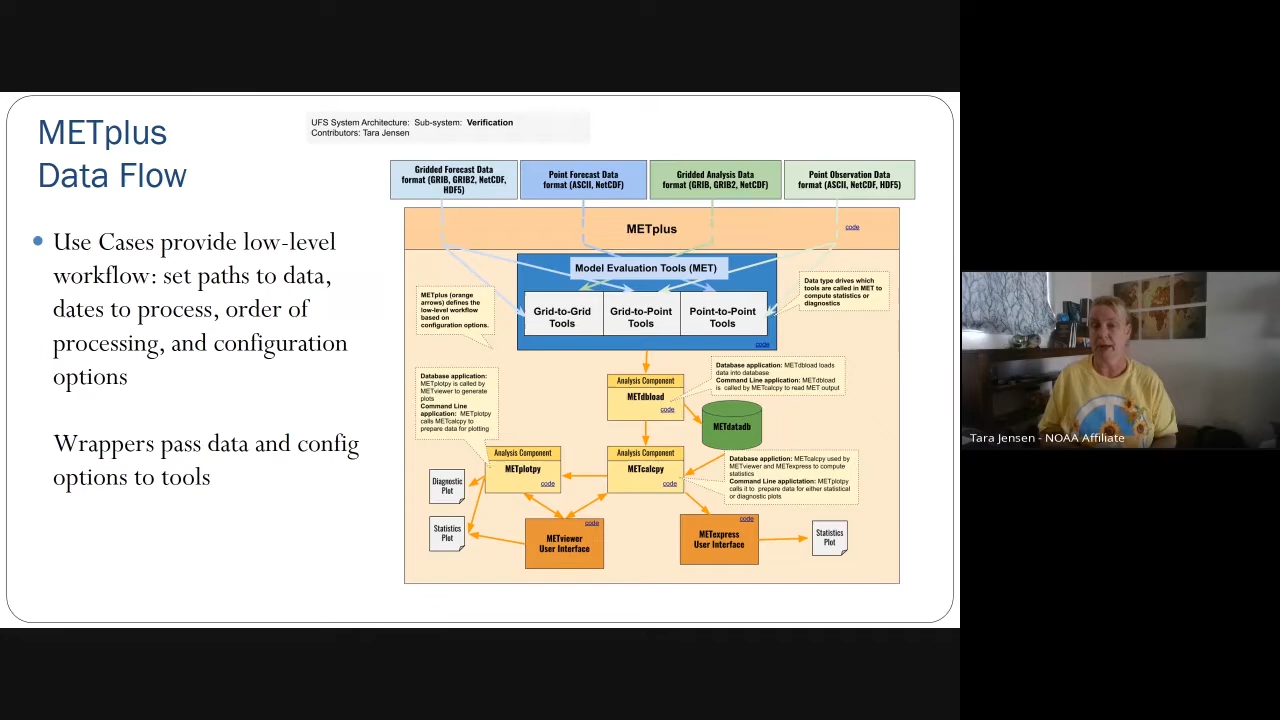 METplus
Data Flow
UFS System Architecture: Sub-system: Verification
Contributors: Tara Jensen
Use Cases provide low-level
workflow: set paths to data,
dates to process, order of
processing, and configuration
options
Wrappers pass data and config
options to tools
Gridded Forecast Data
format (GRIB, GRIB2, NetCDF,
HDF5)
Point Forecast Data
format (ASCII, NetCDF)
Gridded Analysis Data
format (GRIB, GRIB2, NetCDF)
Point Observation Data
format (ASCII, NetCDF, HDF5)
METplus
code
Model Evaluation Tools (MET)
Grid-to-Grid
Tools
Grid-to-Point
Tools
Point-to-Point
Tools
code
METplus (orange
arrows) defines the
low-level workflow
based on
configuration options.
Data type drives which
tools are called in MET to
compute statistics or
diagnostics
Analysis Component
METdbload
code
Database application: METdbload loads
data into database
Command Line application: METdbload
is called by METcalcpy to read MET output
METdatadb
Database application:
METplotpy is called by
METviewer to generate
plots
Command Line
application: METplotpy
calls METcalcpy to
prepare data for plotting
Analysis Component
METplotpy
code
Analysis Component
METcalcpy
code
Database appliction: METcalcpy used by
METviewer and METexpress to compute
statistics
Command Line applictation: METplotpy
calls it to prepare data for either statistical
or diagnostic plots
Diagnostic
Plot
Statistics
Plot
code
METviewer
User Interface
code
METexpress
User Interface
Statistics
Plot
Tara Jensen - NOAA Affiliate